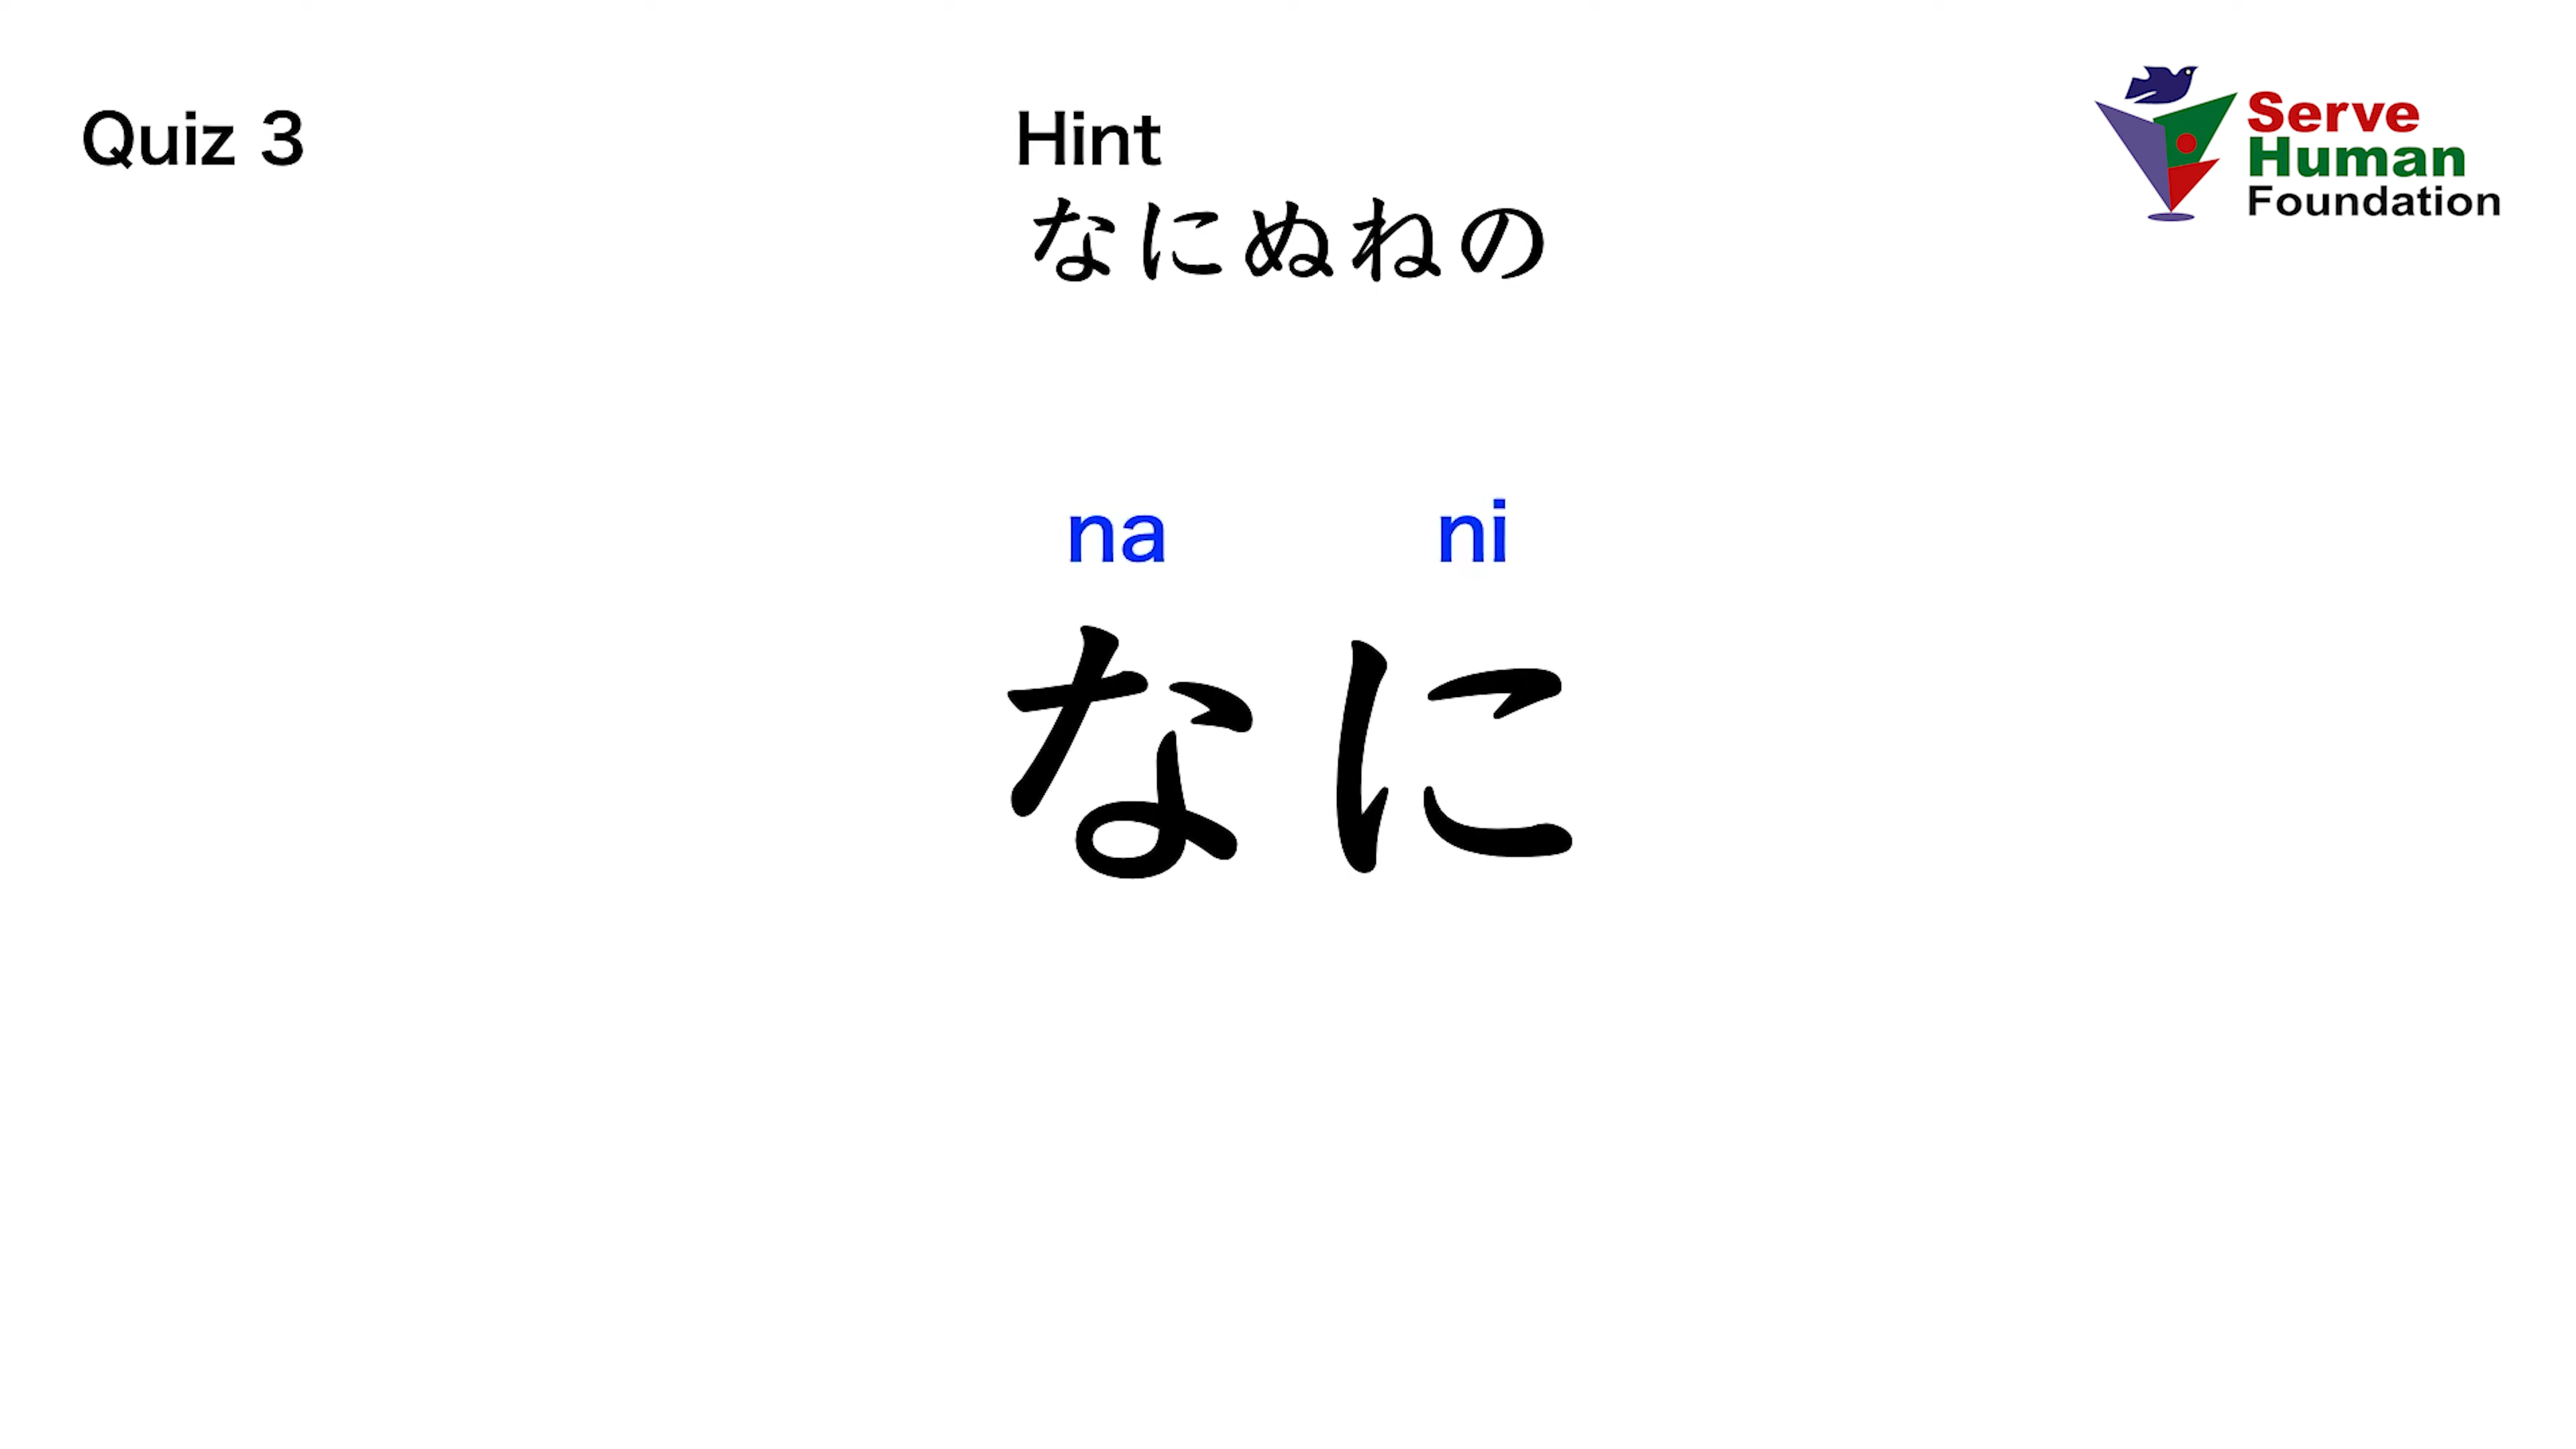 Quiz 3
Hint
なにぬねの
Serve
Human
Foundation
na ni
なに